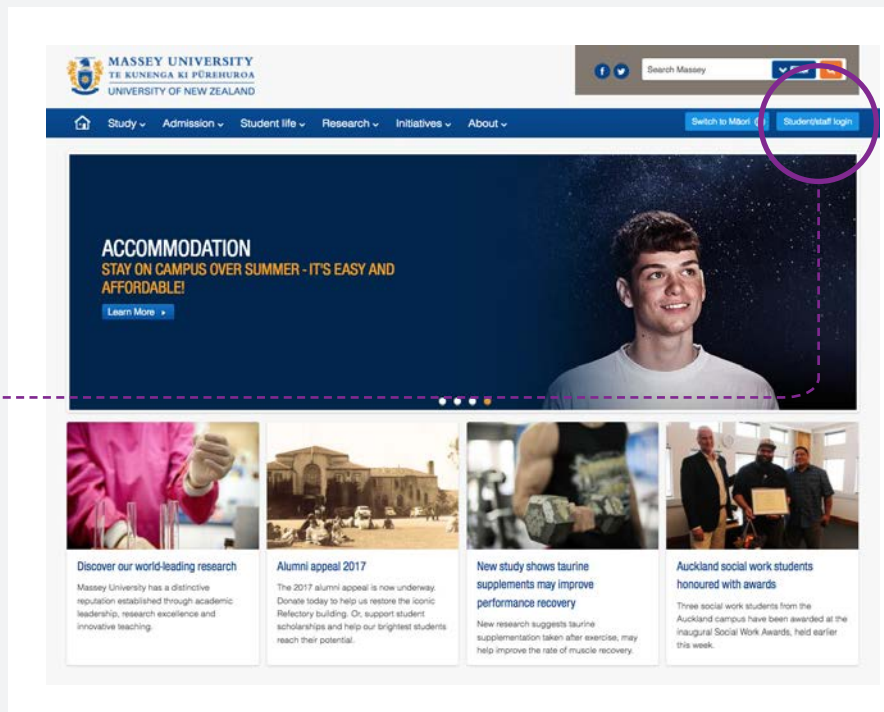 MASSEY UNIVERSITY
TE KUNENGA KI PŪREHUROA
UNIVERSITY OF NEW ZEALAND
Search Massey
Study
Admission
Student life
Research
Initiatives
About
Switch to Māori
Student/staff login
ACCOMMODATION
STAY ON CAMPUS OVER SUMMER - IT'S EASY AND
AFFORDABLE!
Learn More
Discover our world-leading research
Massey University has a distinctive
reputation established through academic
leadership, research excellence and
innovative teaching.
Alumni appeal 2017
The 2017 alumni appeal is now underway.
Donate today to help us restore the iconic
Refectory building. Or, support student
scholarships and help our brightest students
reach their potential.
New study shows taurine
supplements may improve
performance recovery
New research suggests taurine
supplementation taken after exercise, may
help improve the rate of muscle recovery.
Auckland social work students
honoured with awards
Three social work students from the
Auckland campus have been awarded at the
inaugural Social Work Awards, held earlier
this week.